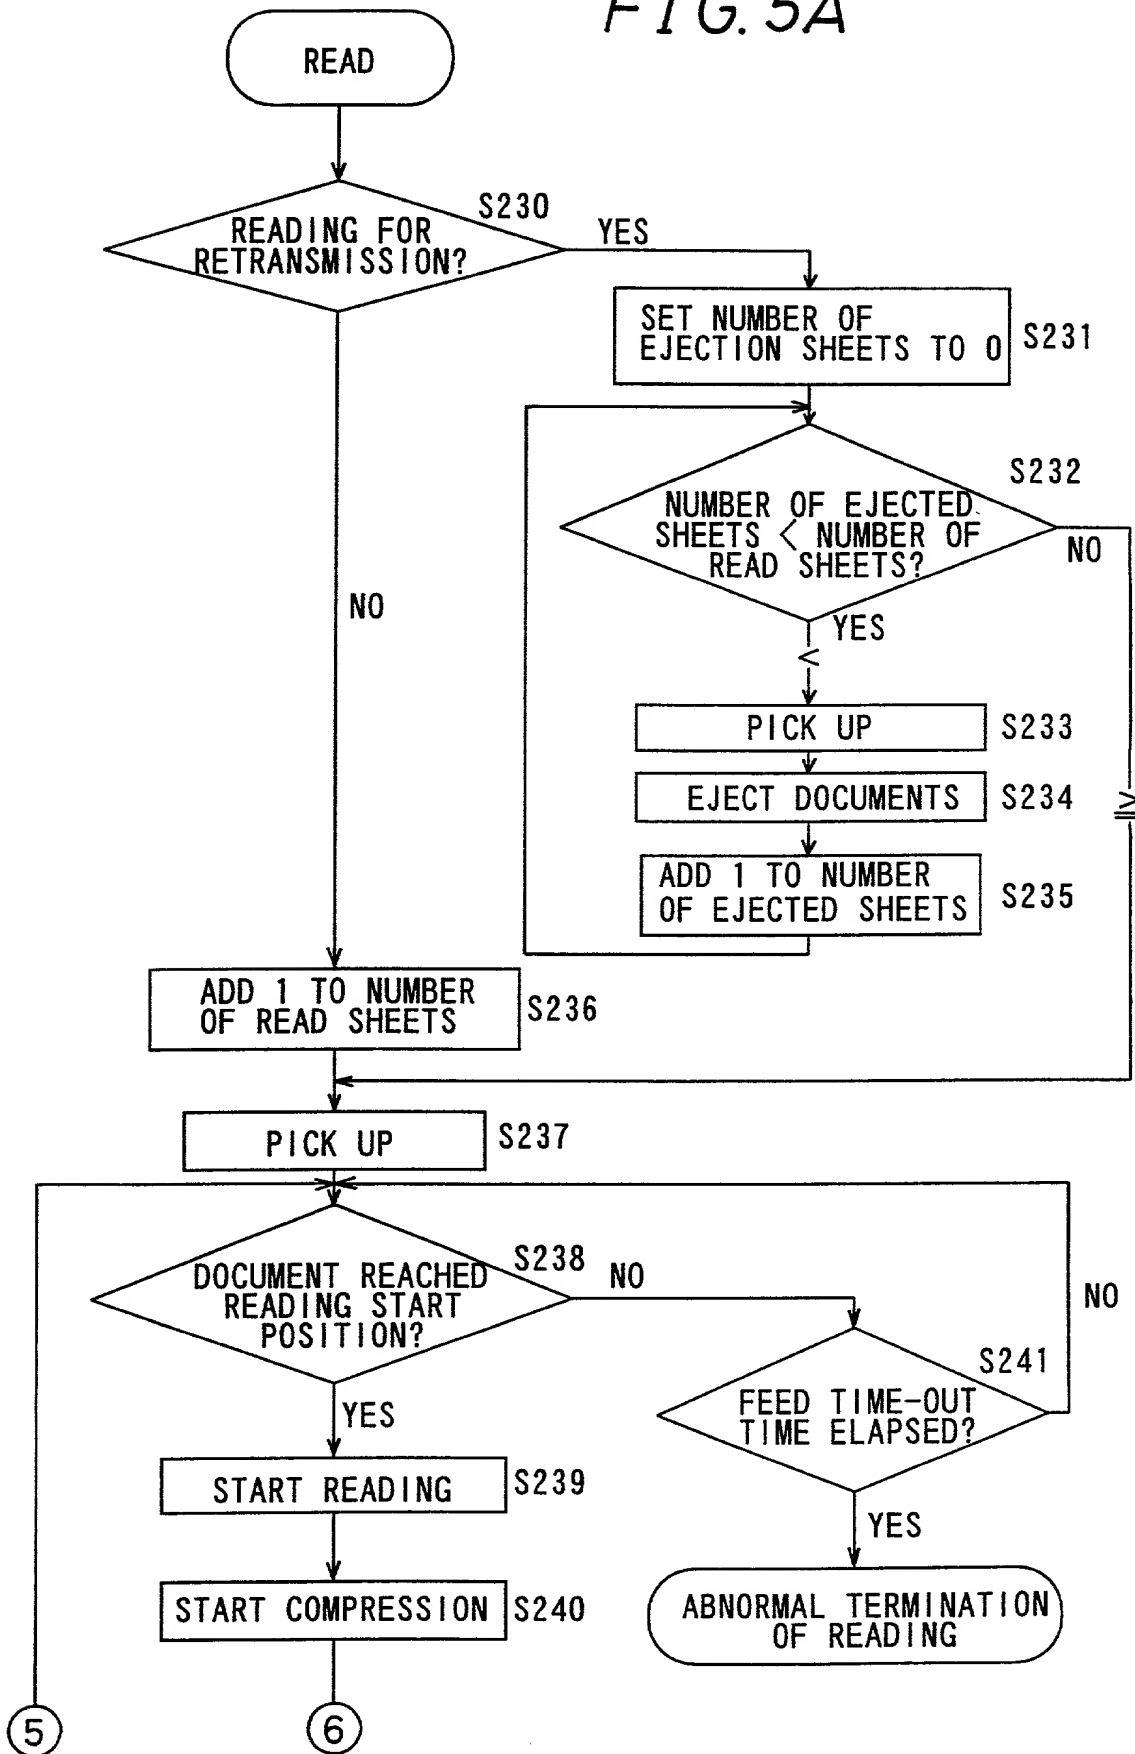 FIG. 5A
READ
S230
READING FOR
RETRANSMISSION?
YES
SET NUMBER OF
EJECTION SHEETS TO 0
S231
S232
NUMBER OF EJECTED
SHEETS < NUMBER OF
READ SHEETS?
NO
YES
<
NO
PICK UP
S233
EJECT DOCUMENTS
S234
≧
ADD 1 TO NUMBER
OF EJECTED SHEETS
S235
ADD 1 TO NUMBER
OF READ SHEETS
S236
PICK UP
S237
S238
DOCUMENT REACHED
READING START
POSITION?
NO
NO
S241
FEED TIME-OUT
TIME ELAPSED?
YES
START READING
S239
YES
START COMPRESSION
S240
ABNORMAL TERMINATION
OF READING
5
6